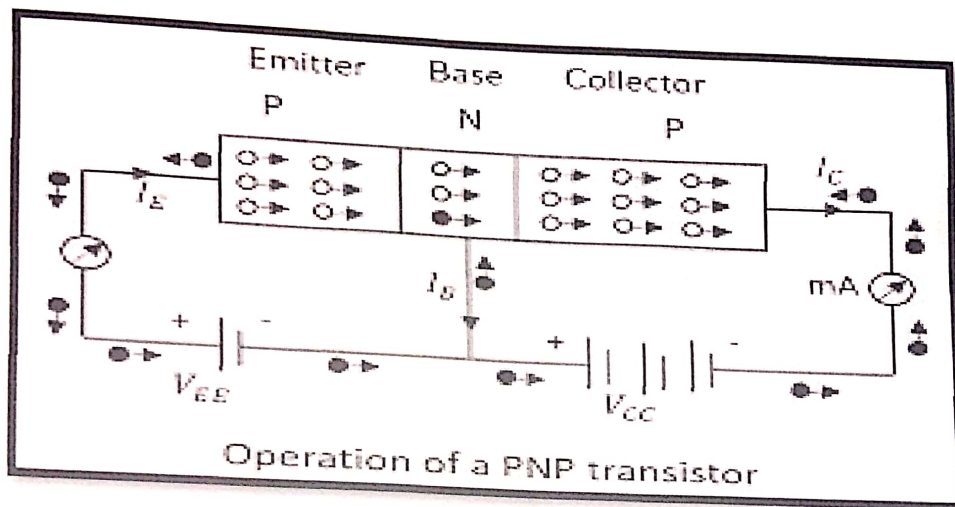 Emitter Base Collector
P N P
I_E I_C
I_B mA
+ - + -
V_EE V_CC
Operation of a PNP transistor